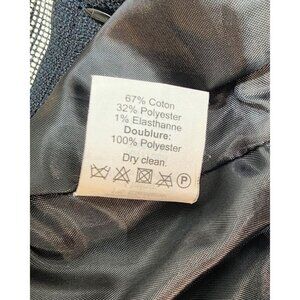 67% Coton
32% Polyester
1% Elasthanne
Doublure:
100% Polyester
Dry clean.
P